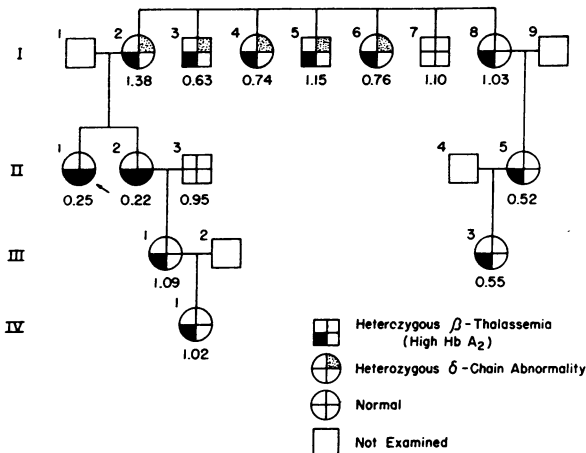 1 2 3 4 5 6 7 8 9
I
1.38 0.63 0.74 1.15 0.76 1.10 1.03
1 2 3 4 5
II
0.25 0.22 0.95 0.52
1 2 3
III
1.09 0.55
1
IV
1.02
Heterozygous β-Thalassemia
(High Hb A2)
Heterozygous δ-Chain Abnormality
Normal
Not Examined